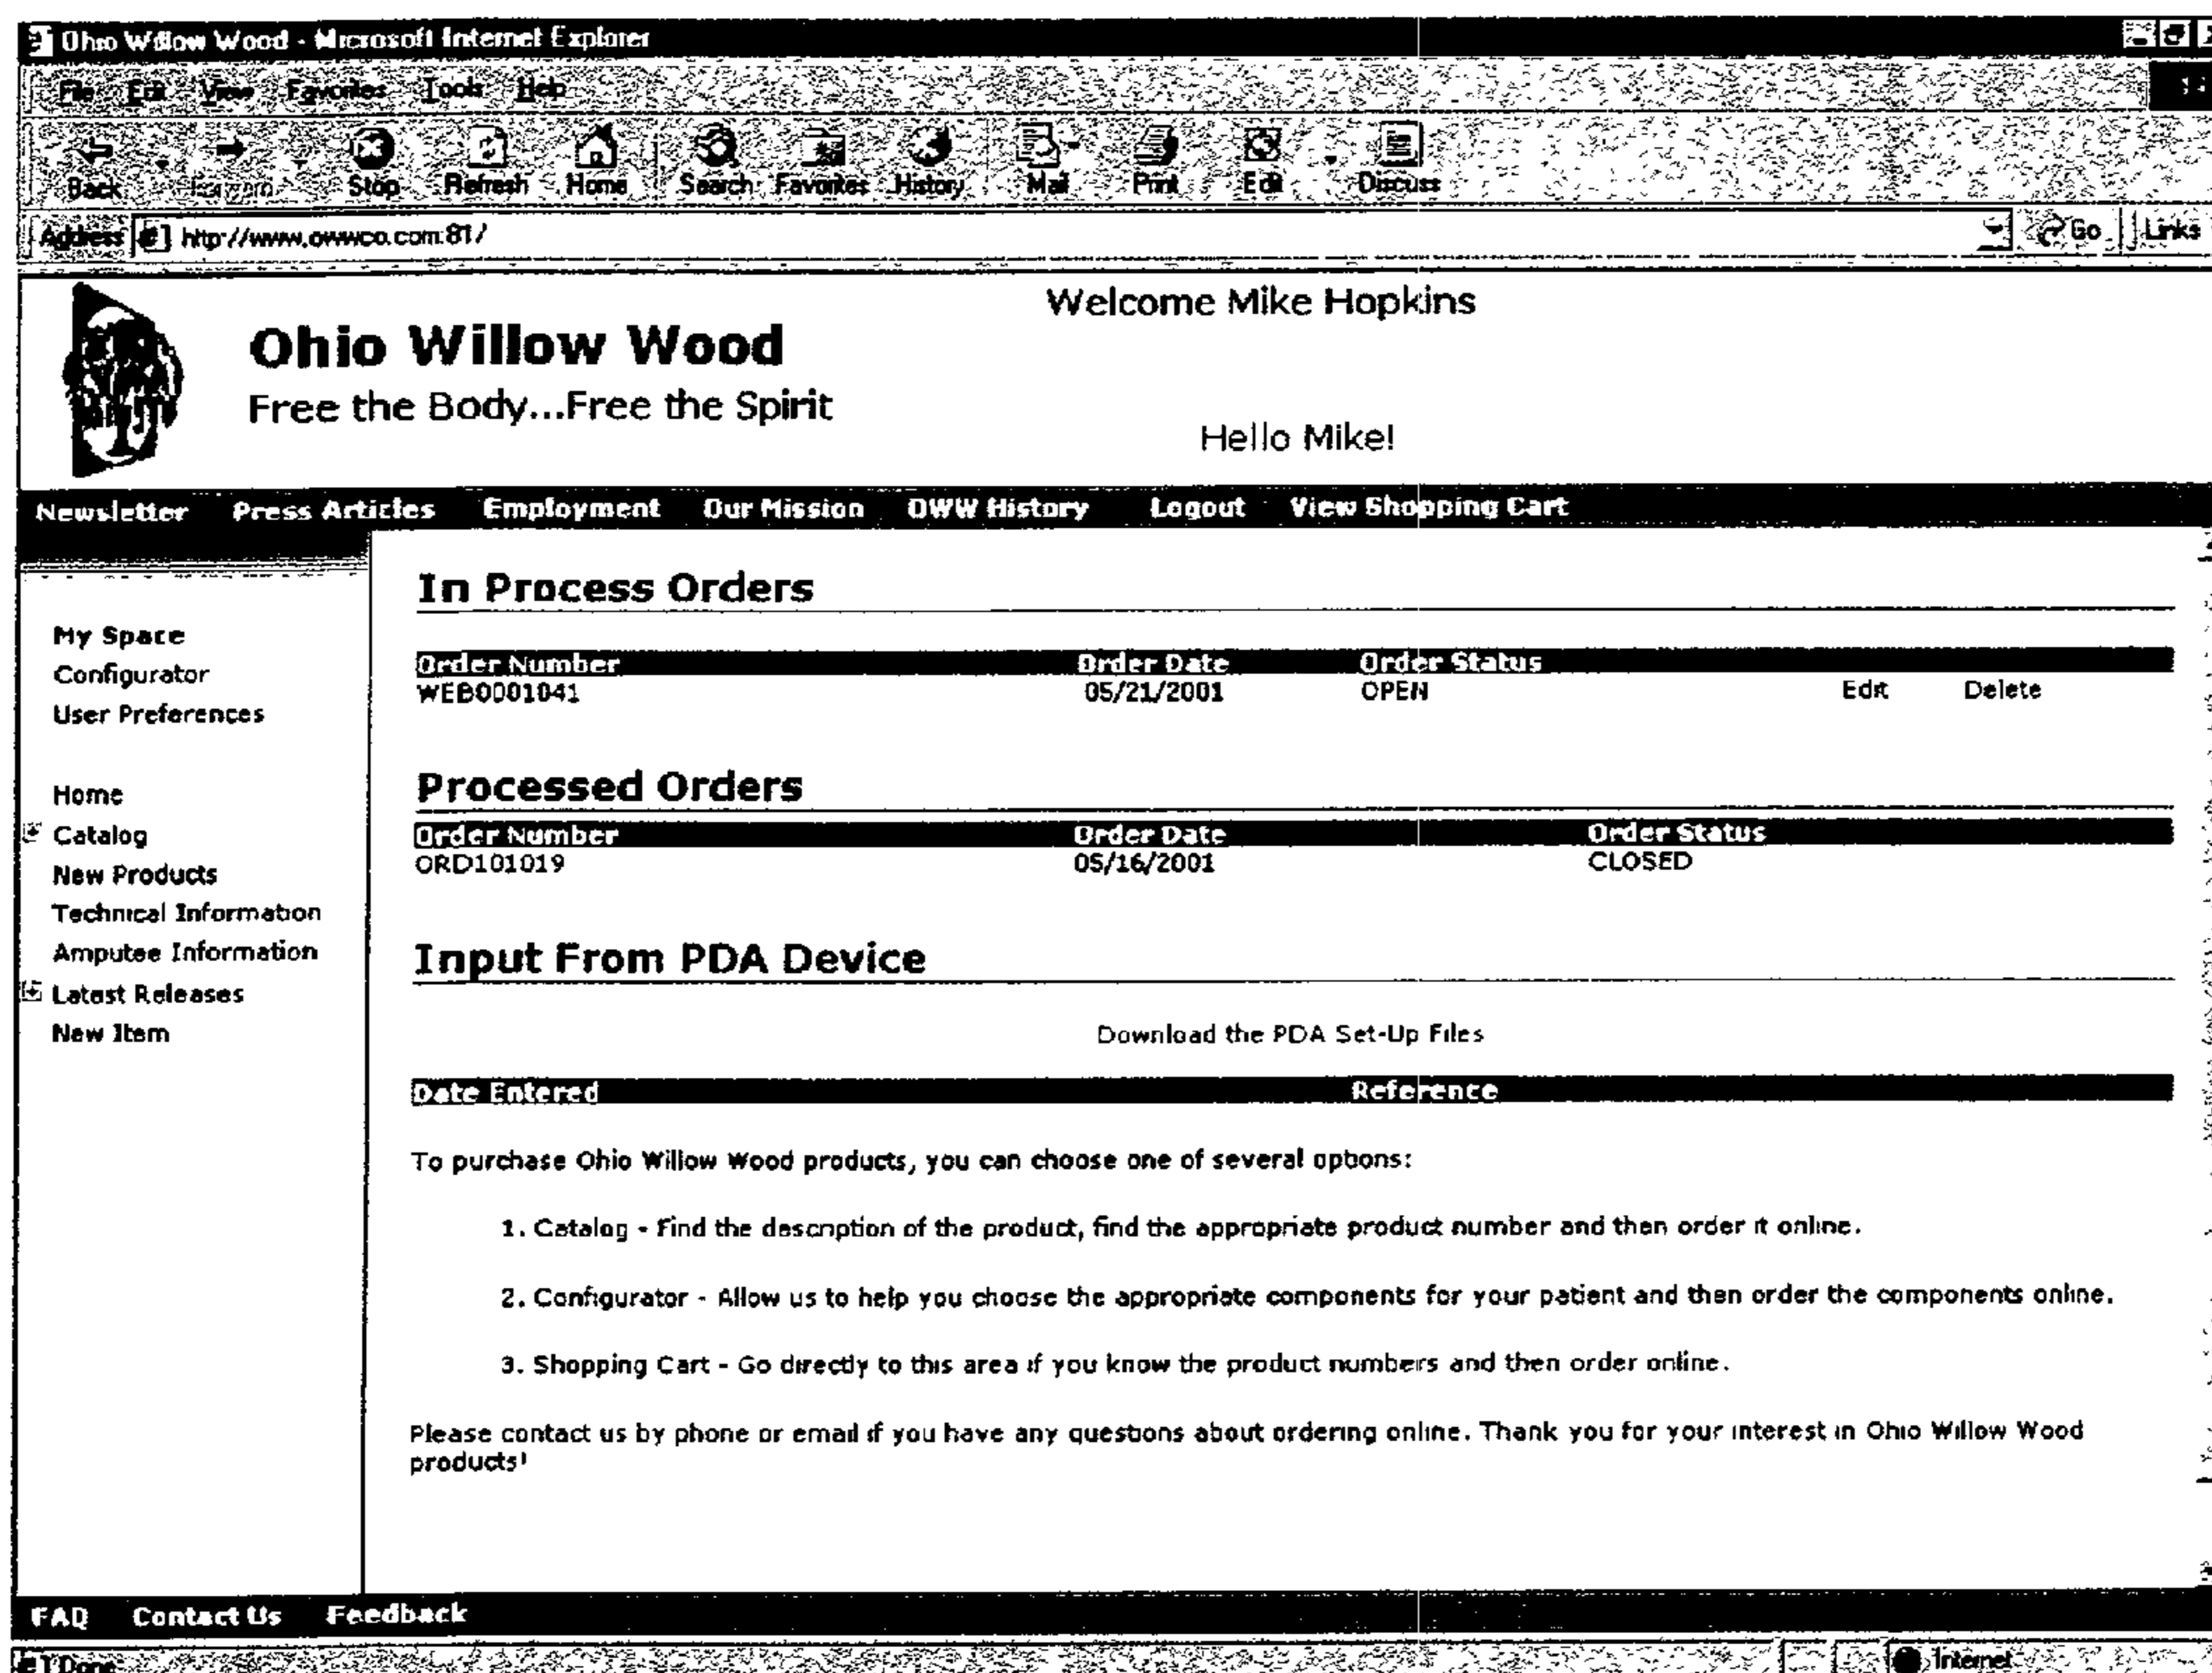 Ohio Willow Wood - Microsoft Internet Explorer
File Edit View Favorites Tools Help
Back Forward Stop Refresh Home Search Favorites History Mail Print Edit Discuss
Address http://www.owwco.com:81/ Go Links
Welcome Mike Hopkins
Ohio Willow Wood
Free the Body...Free the Spirit
Hello Mike!
Newsletter Press Articles Employment Our Mission OWW History Logout View Shopping Cart
My Space
Configurator
User Preferences
Home
Catalog
New Products
Technical Information
Amputee Information
Latest Releases
New Item
In Process Orders
Order Number Order Date Order Status
WEB0001041 05/21/2001 OPEN Edit Delete
Processed Orders
Order Number Order Date Order Status
ORD101019 05/16/2001 CLOSED
Input From PDA Device
Download the PDA Set-Up Files
Date Entered Reference
To purchase Ohio Willow Wood products, you can choose one of several options:
1. Catalog - Find the description of the product, find the appropriate product number and then order it online.
2. Configurator - Allow us to help you choose the appropriate components for your patient and then order the components online.
3. Shopping Cart - Go directly to this area if you know the product numbers and then order online.
Please contact us by phone or email if you have any questions about ordering online. Thank you for your interest in Ohio Willow Wood
products!
FAQ Contact Us Feedback
Done Internet